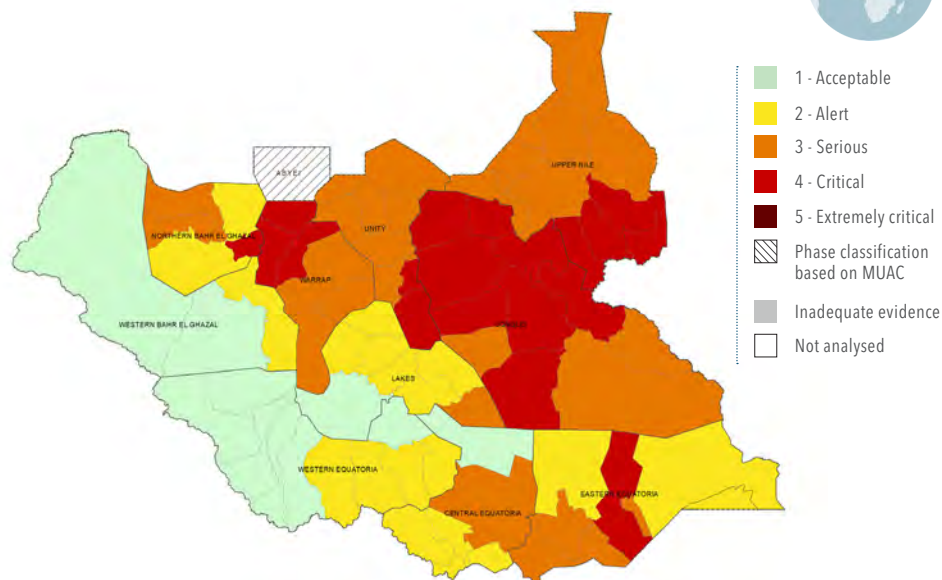 1 - Acceptable
2 - Alert
3 - Serious
4 - Critical
5 - Extremely critical
Phase classification
based on MUAC
Inadequate evidence
Not analysed
UPPER NILE
ABYEI
UNITY
NORTHERN BAHR EL GHAZAL
WARRAP
WESTERN BAHR EL GHAZAL
LAKES
WESTERN EQUATORIA
EASTERN EQUATORIA
CENTRAL EQUATORIA